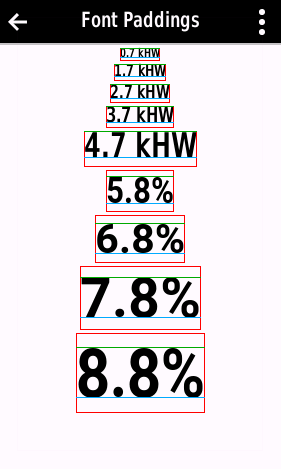 Font Paddings
0.7 kHW
1.7 kHW
2.7 kHW
3.7 kHW
4.7 kHW
5.8%
6.8%
7.8%
8.8%